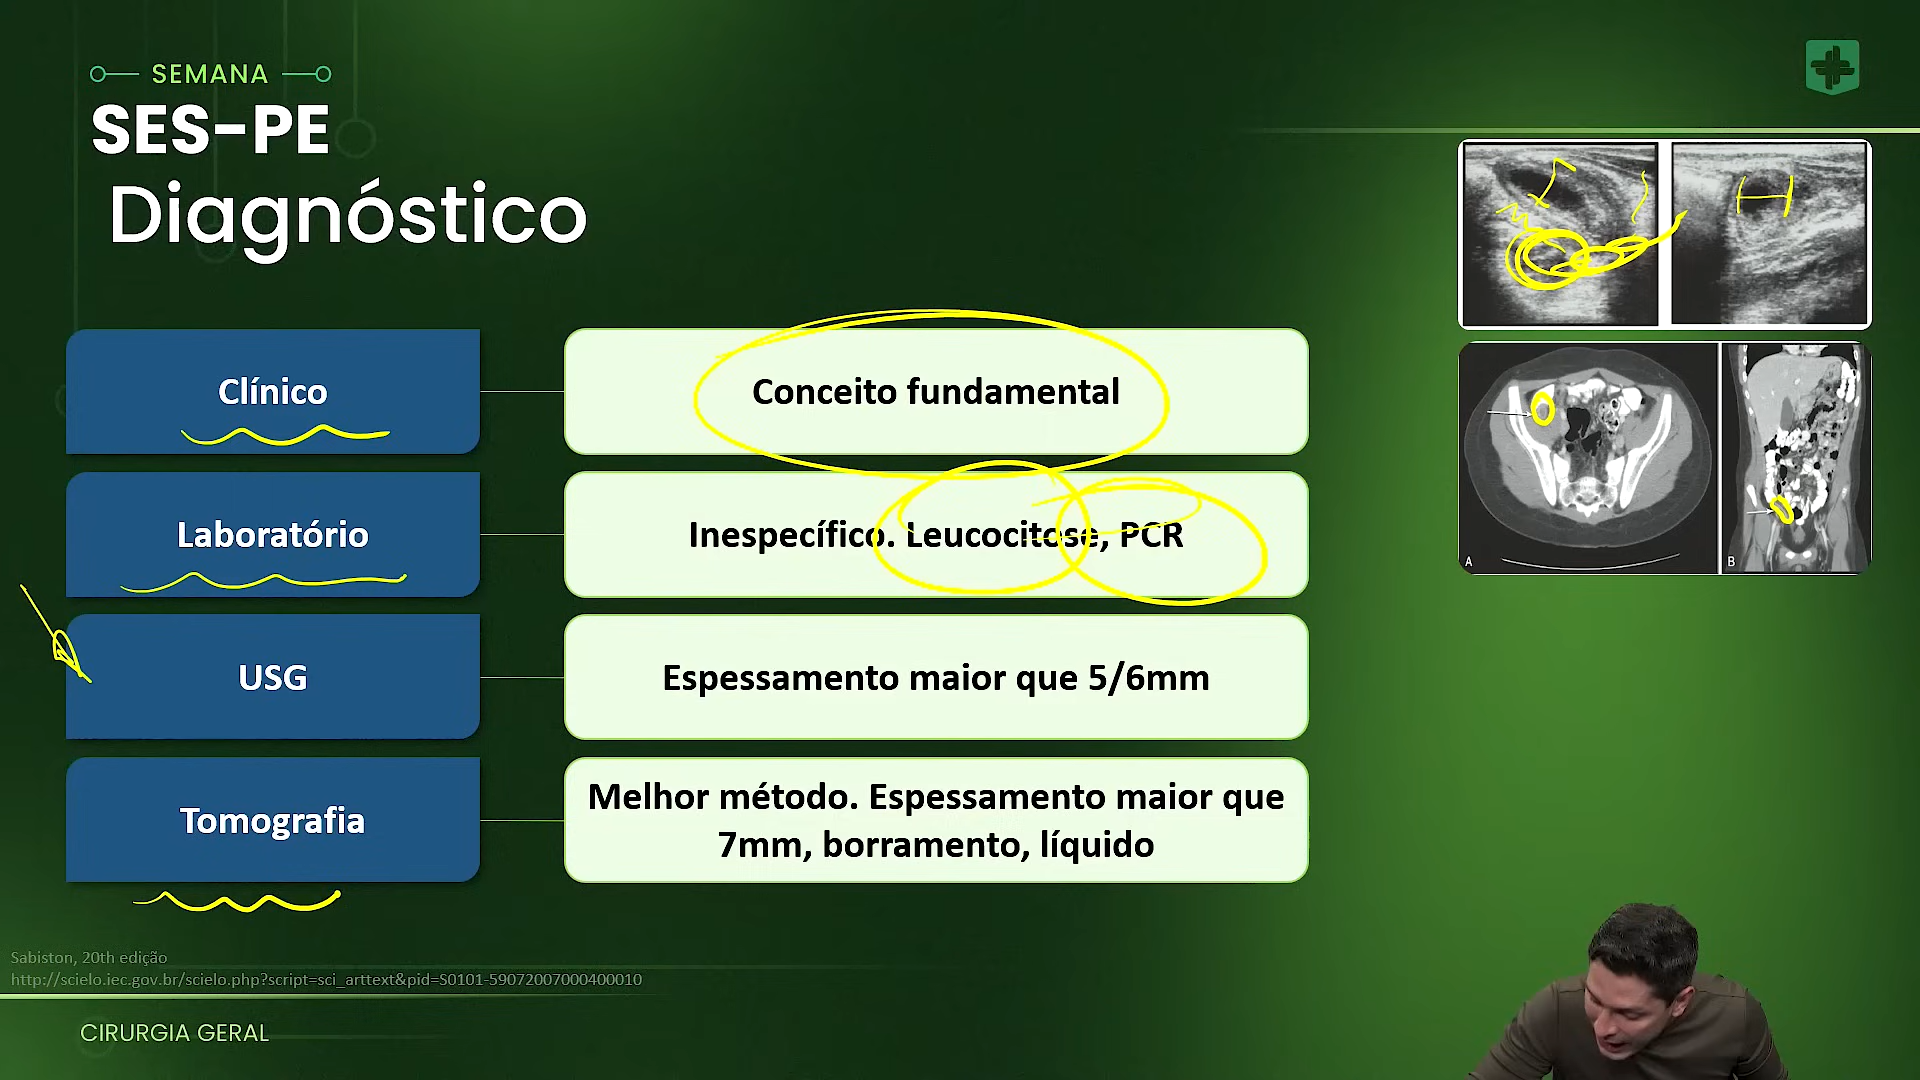 SEMANA
SES-PE
Diagnóstico
Clínico
Conceito fundamental
Laboratório
Inespecífico. Leucocitose, PCR
USG
Espessamento maior que 5/6mm
Tomografia
Melhor método. Espessamento maior que
7mm, borramento, líquido
A
B
Sabiston, 20th edição
http://scielo.iec.gov.br/scielo.php?script=sci_arttext&pid=S0101-59072007000400010
CIRURGIA GERAL